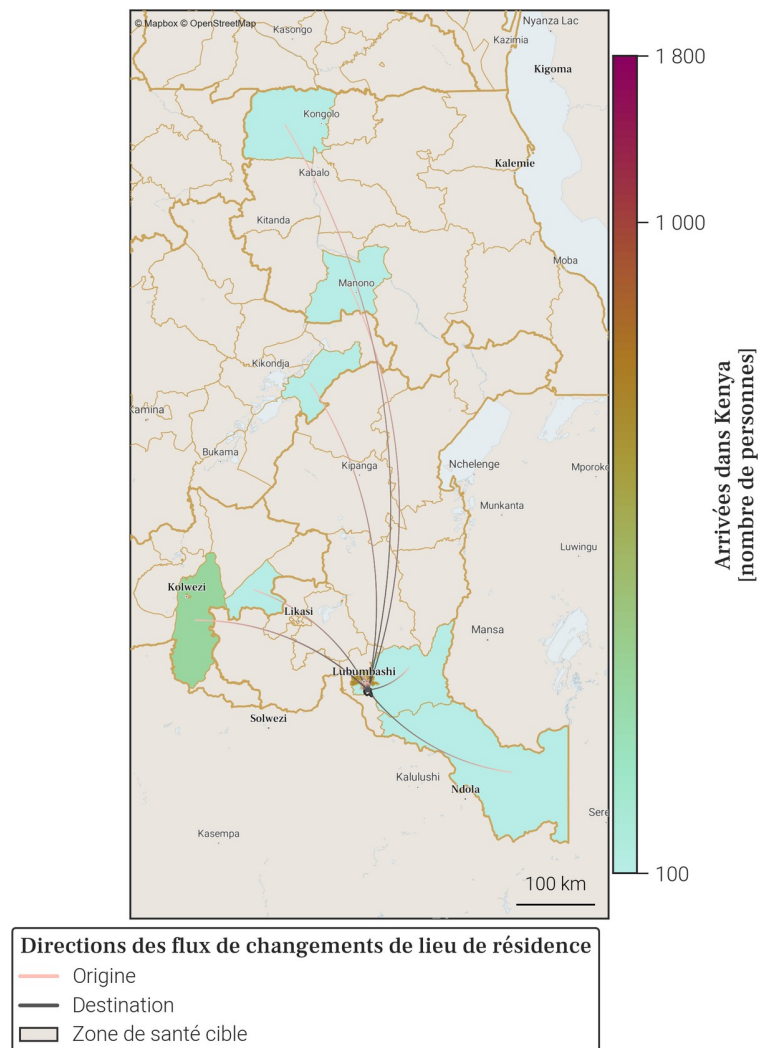 © Mapbox © OpenStreetMap
Nyanza Lac
Kasongo
Kazimia
Kigoma
Kongolo
Kalemie
Kabalo
Kitanda
Moba
Manono
Kikondja
Kamina
Bukama
Kipanga
Nchelenge
Mporoko
Munkanta
Luwingu
Kolwezi
Likasi
Mansa
Lubumbashi
Solwezi
Kalulushi
Ndola
Sere
Kasempa
100 km
1 800
1 000
100
Arrivées dans Kenya
[nombre de personnes]
Directions des flux de changements de lieu de résidence
Origine
Destination
Zone de santé cible